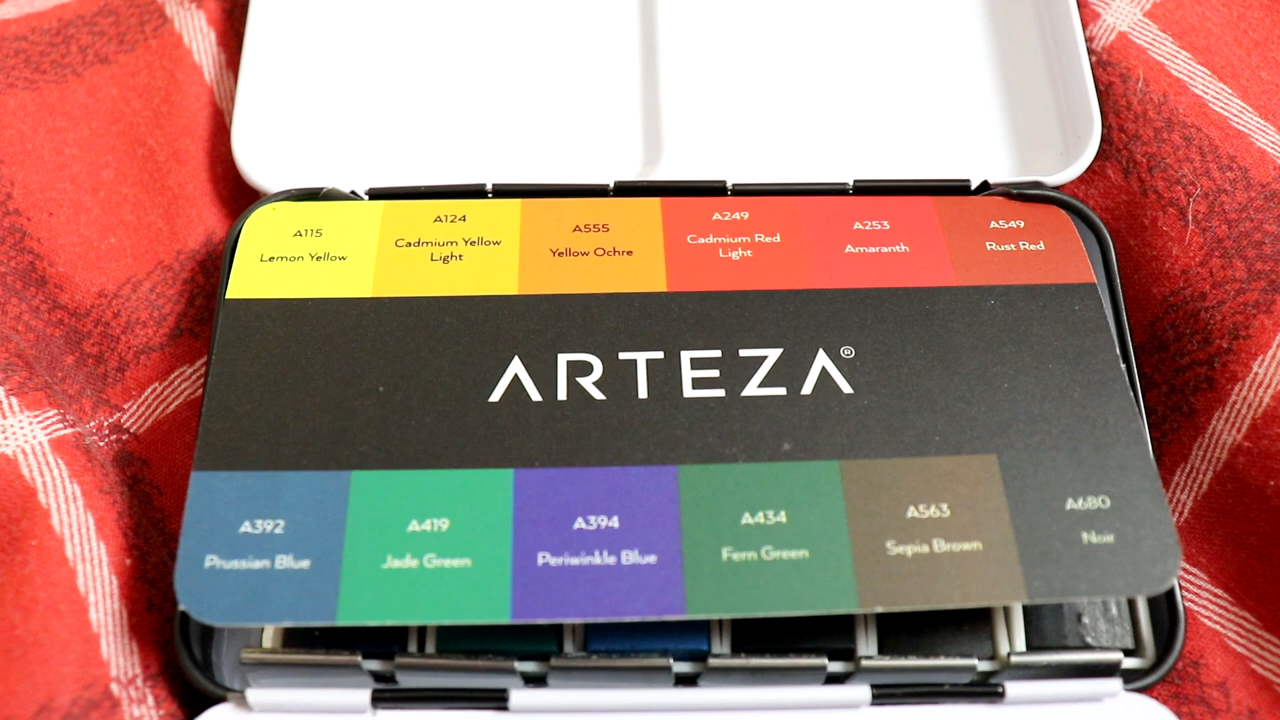 A115
Lemon Yellow
A124
Cadmium Yellow
Light
A555
Yellow Ochre
A249
Cadmium Red
Light
A253
Amaranth
A549
Rust Red
ARTEZA®
A392
Prussian Blue
A419
Jade Green
A394
Periwinkle Blue
A434
Fern Green
A563
Sepia Brown
A680
Noir